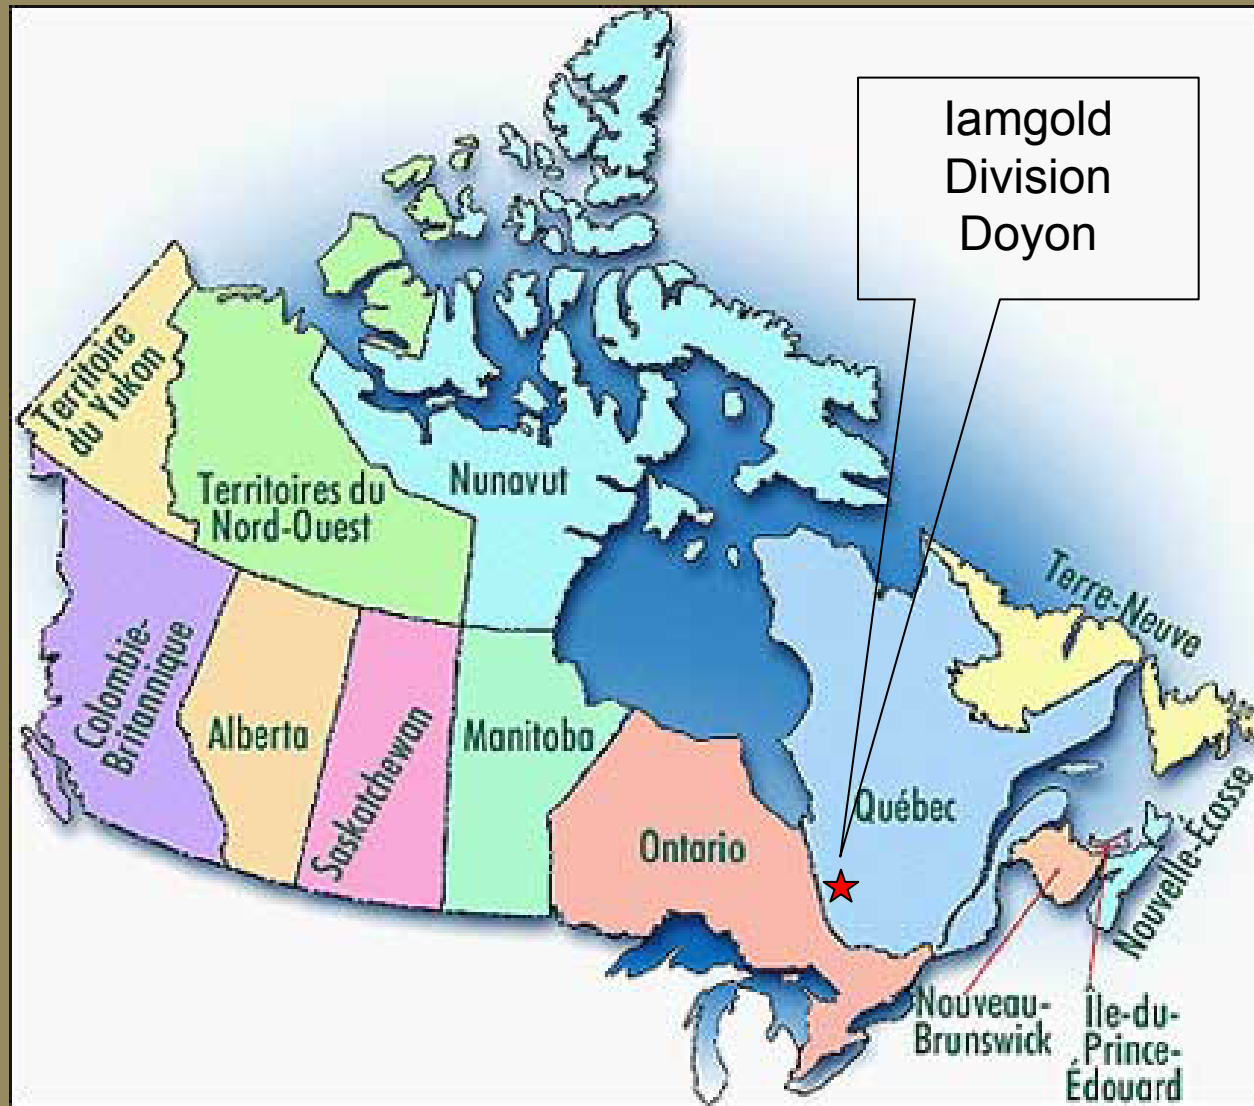 Iamgold
Division
Doyon
Territoire
du Yukon
Territoires du
Nord-Ouest
Nunavut
Terre-Neuve
Colombie-
Britannique
Alberta
Saskatchewan
Manitoba
Ontario
Québec
Nouvelle-Écosse
Nouveau-
Brunswick
Île-du-
Prince-
Édouard